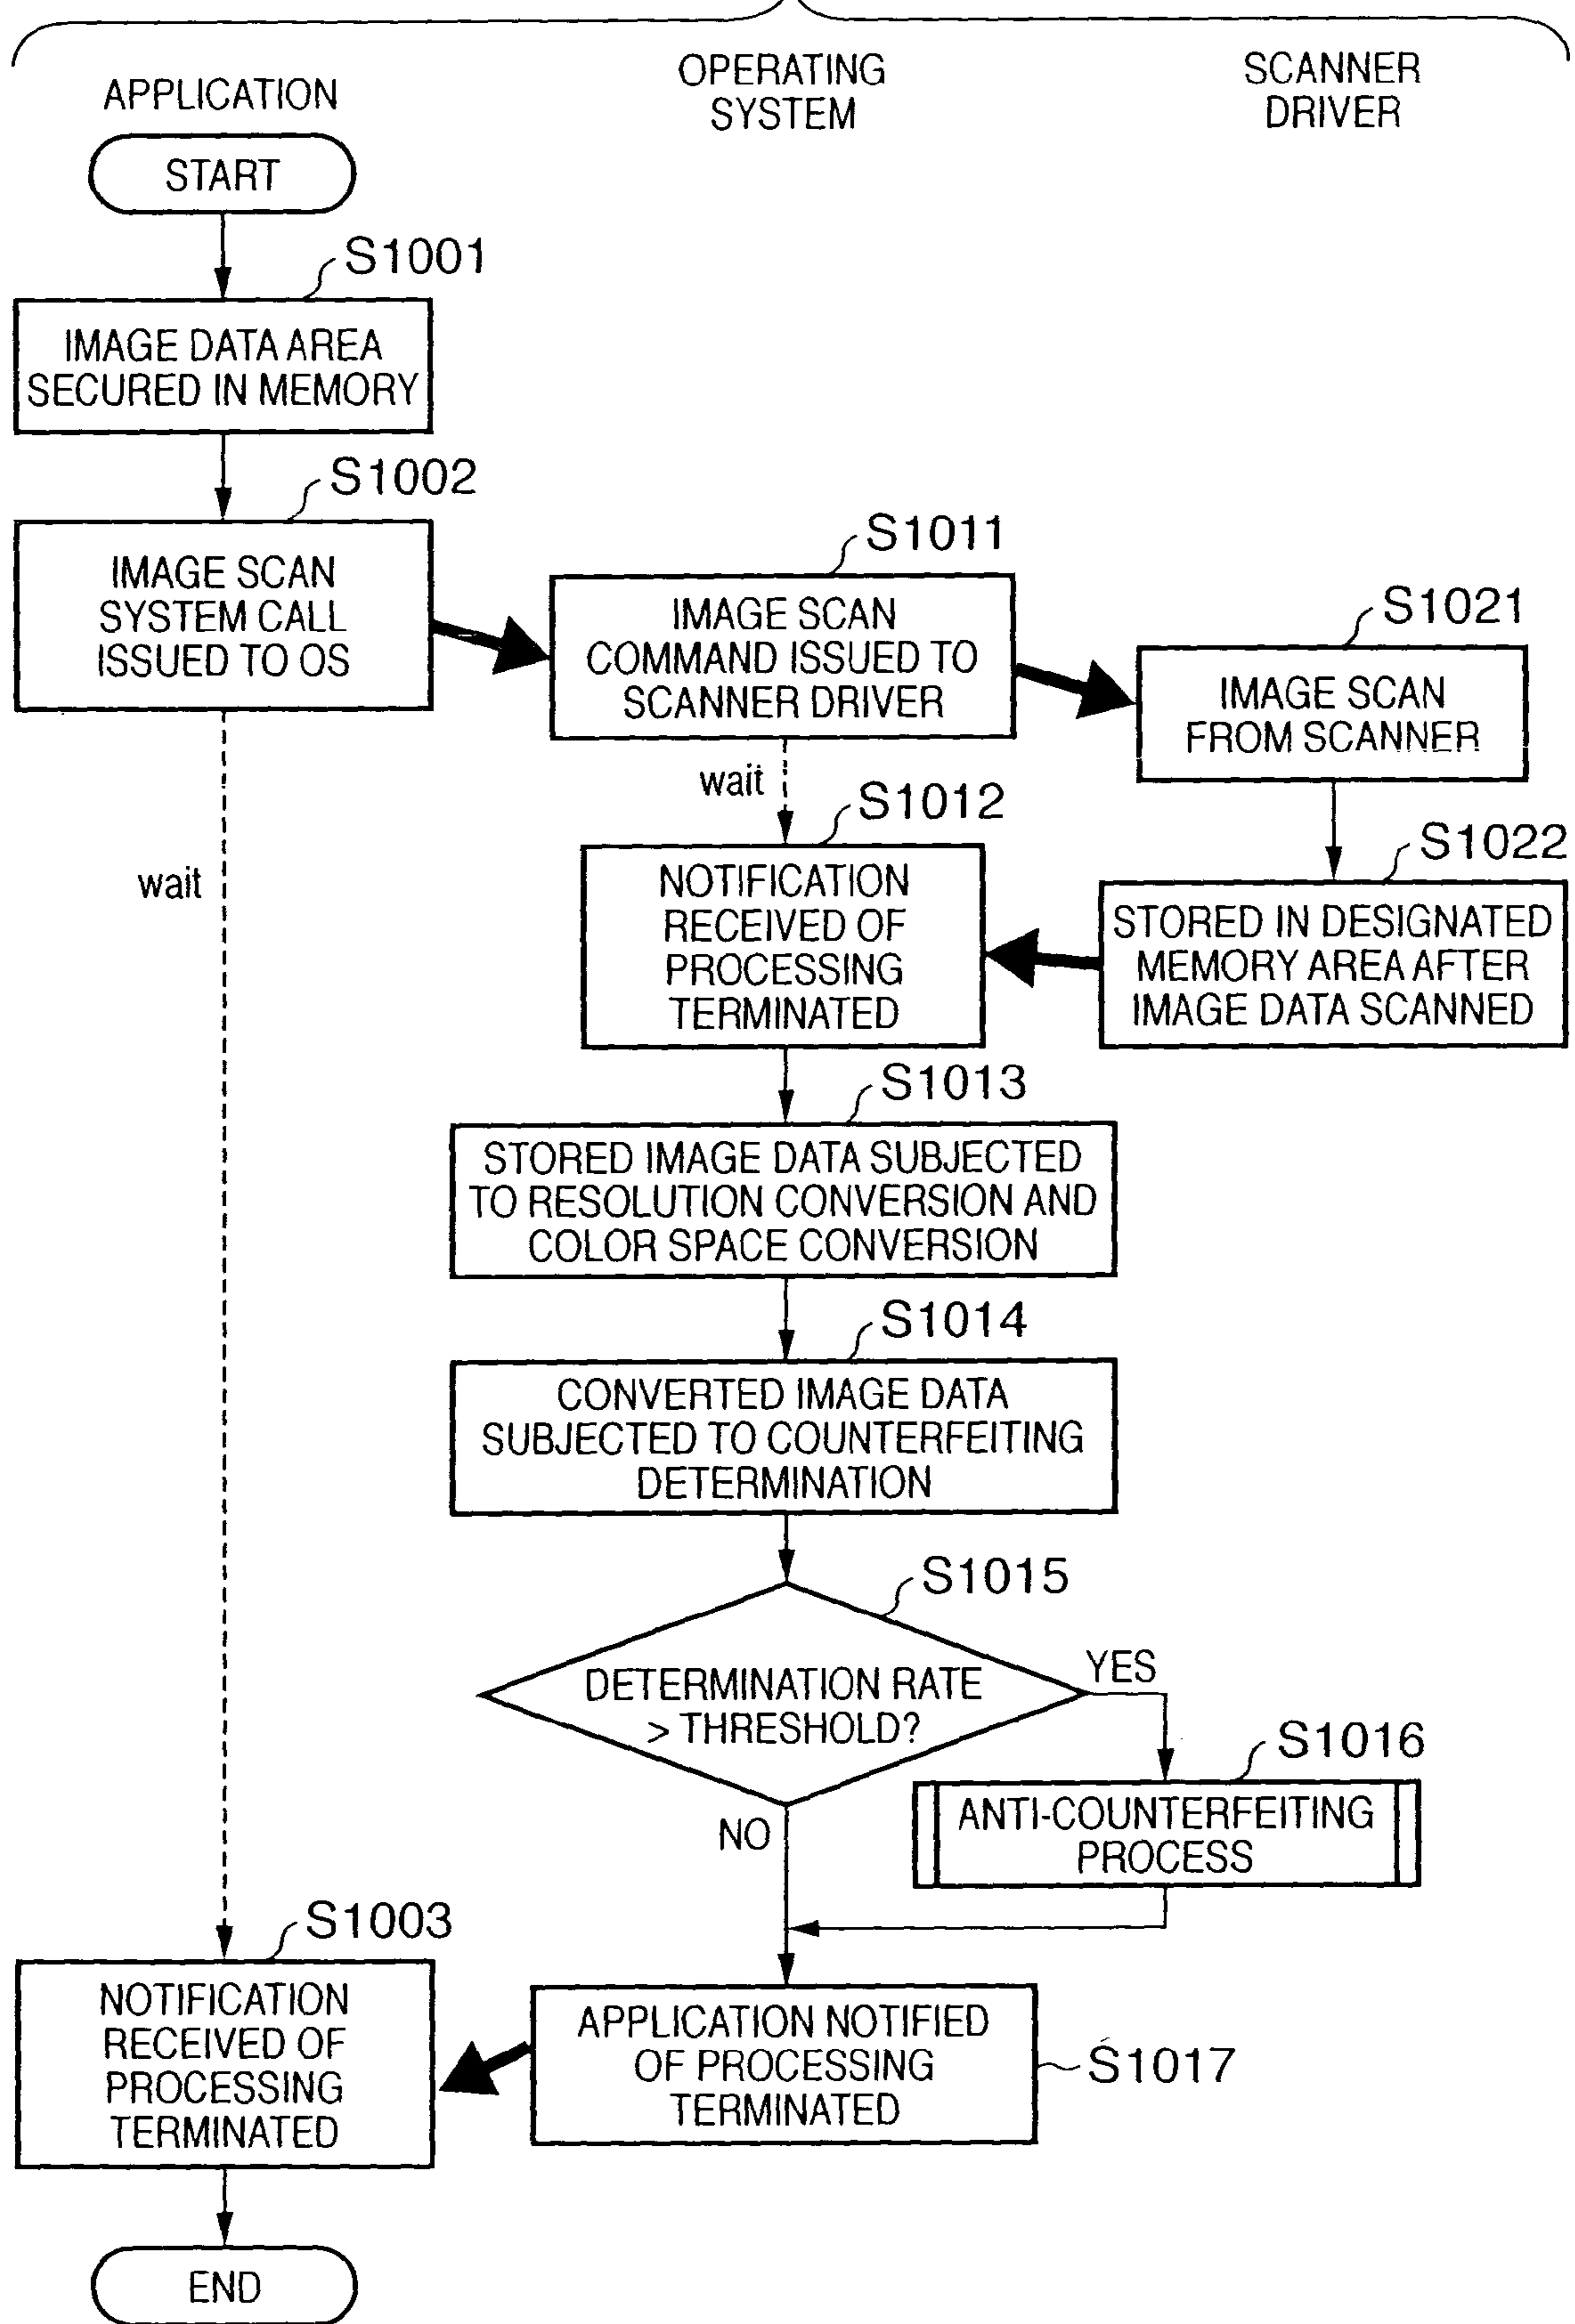 APPLICATION
OPERATING
SYSTEM
SCANNER
DRIVER
START
S1001
IMAGE DATA AREA
SECURED IN MEMORY
S1002
IMAGE SCAN
SYSTEM CALL
ISSUED TO OS
S1011
IMAGE SCAN
COMMAND ISSUED TO
SCANNER DRIVER
S1021
IMAGE SCAN
FROM SCANNER
wait
wait
S1012
NOTIFICATION
RECEIVED OF
PROCESSING
TERMINATED
S1022
STORED IN DESIGNATED
MEMORY AREA AFTER
IMAGE DATA SCANNED
S1013
STORED IMAGE DATA SUBJECTED
TO RESOLUTION CONVERSION AND
COLOR SPACE CONVERSION
S1014
CONVERTED IMAGE DATA
SUBJECTED TO COUNTERFEITING
DETERMINATION
S1015
DETERMINATION RATE
> THRESHOLD?
YES
NO
S1016
ANTI-COUNTERFEITING
PROCESS
S1003
NOTIFICATION
RECEIVED OF
PROCESSING
TERMINATED
APPLICATION NOTIFIED
OF PROCESSING
TERMINATED
S1017
END